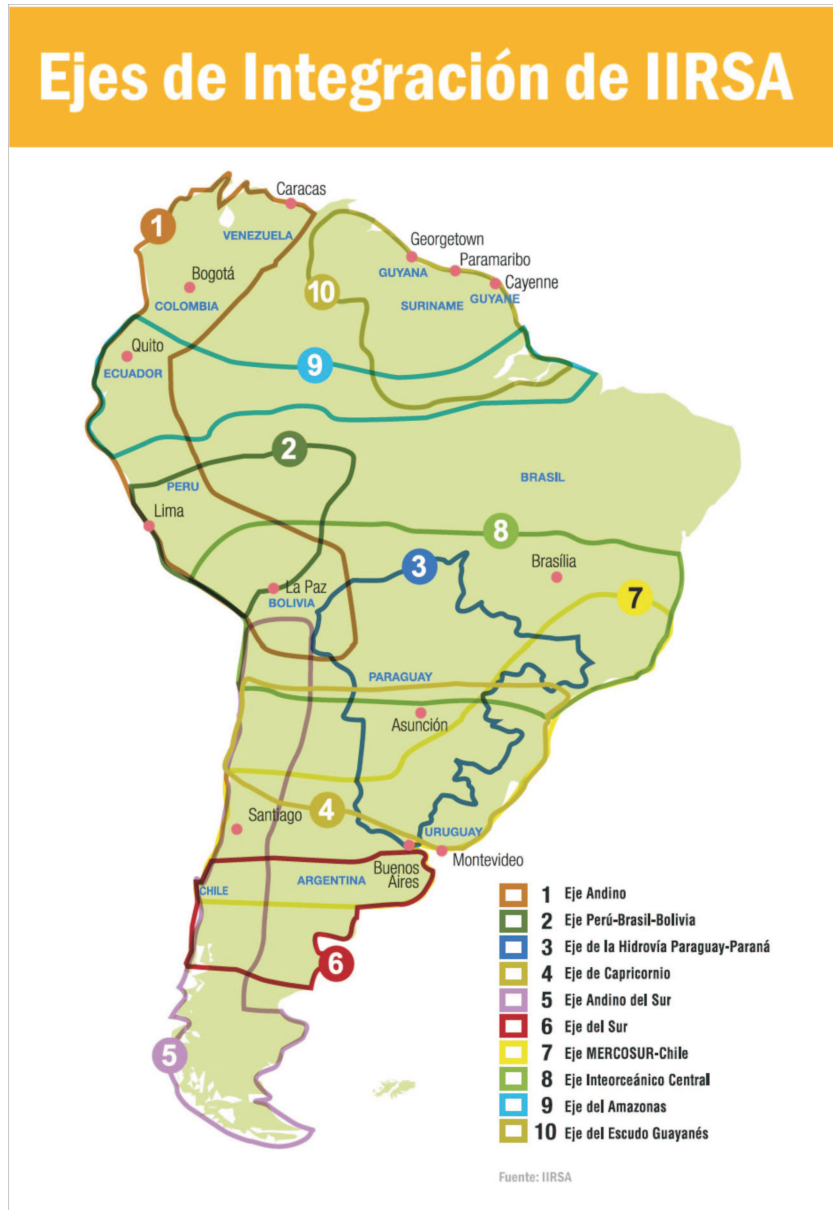 Ejes de Integración de IIRSA
Caracas
1
VENEZUELA
Georgetown
Paramaribo
Bogotá
GUYANA
Cayenne
10
COLOMBIA
SURINAME
GUYANE
Quito
9
ECUADOR
2
PERU
BRASIL
Lima
8
3
Brasília
La Paz
BOLIVIA
7
PARAGUAY
Asunción
4
Santiago
URUGUAY
Buenos
Aires
Montevideo
CHILE
ARGENTINA
6
5
1 Eje Andino
2 Eje Perú-Brasil-Bolivia
3 Eje de la Hidrovía Paraguay-Paraná
4 Eje de Capricornio
5 Eje Andino del Sur
6 Eje del Sur
7 Eje MERCOSUR-Chile
8 Eje Inteorceánico Central
9 Eje del Amazonas
10 Eje del Escudo Guayanés
Fuente: IIRSA